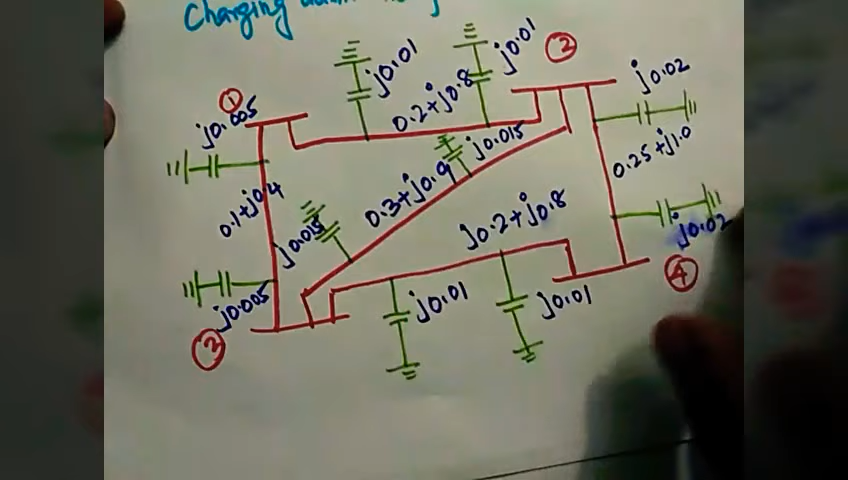 Charging
j0.01
j0.01
②
j0.02
①
j0.005
0.2+j0.8
j0.015
0.25+j1.0
0.1+j0.4
0.3+j0.9
j0.015
j0.2+j0.8
j0.02
j0.005
j0.01
j0.01
④
③